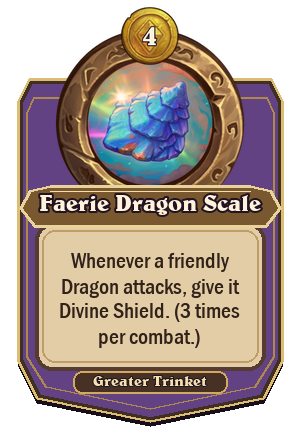 4
Faerie Dragon Scale
Whenever a friendly
Dragon attacks, give it
Divine Shield. (3 times
per combat.)
Greater Trinket